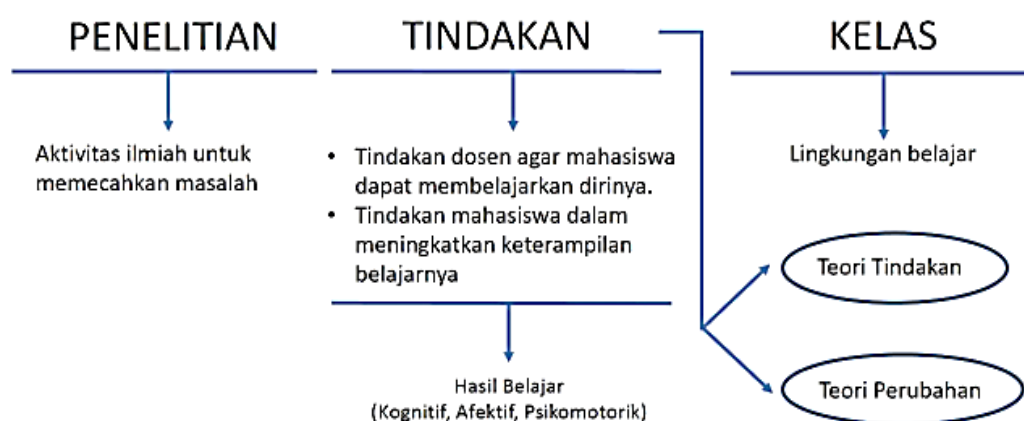 PENELITIAN
TINDAKAN
KELAS
Aktivitas ilmiah untuk
memecahkan masalah
• Tindakan dosen agar mahasiswa
dapat membelajarkan dirinya.
• Tindakan mahasiswa dalam
meningkatkan keterampilan
belajarnya
Lingkungan belajar
Teori Tindakan
Teori Perubahan
Hasil Belajar
(Kognitif, Afektif, Psikomotorik)